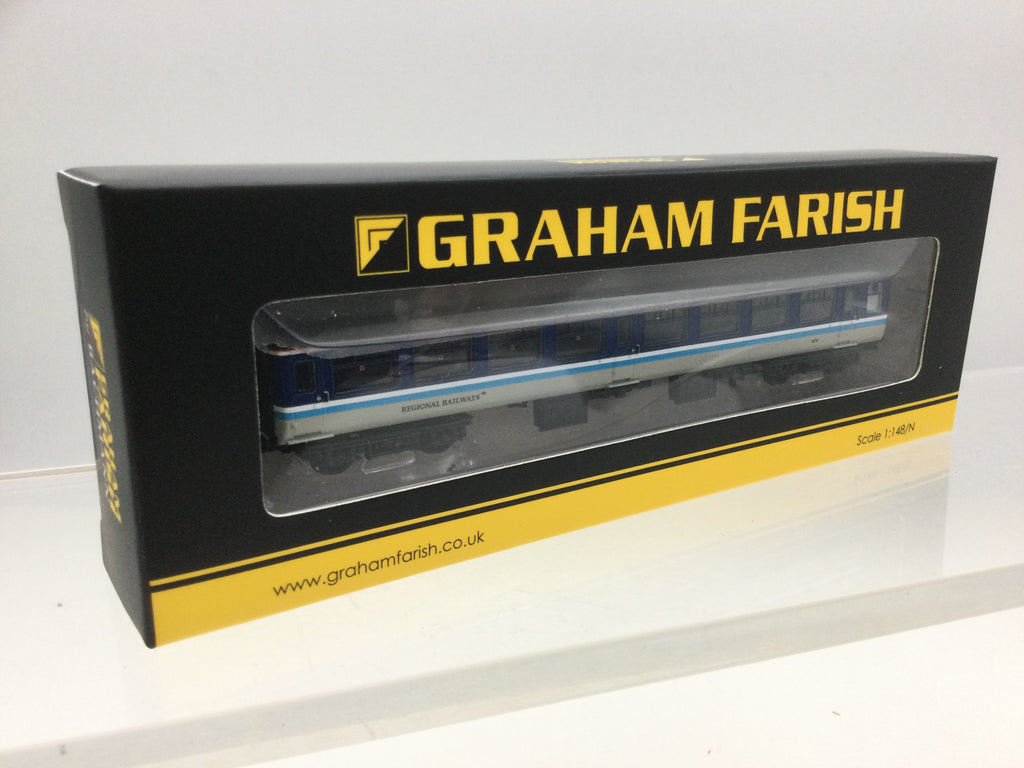 GRAHAM FARISH
REGIONAL RAILWAYS
Scale 1:148/N
www.grahamfarish.co.uk